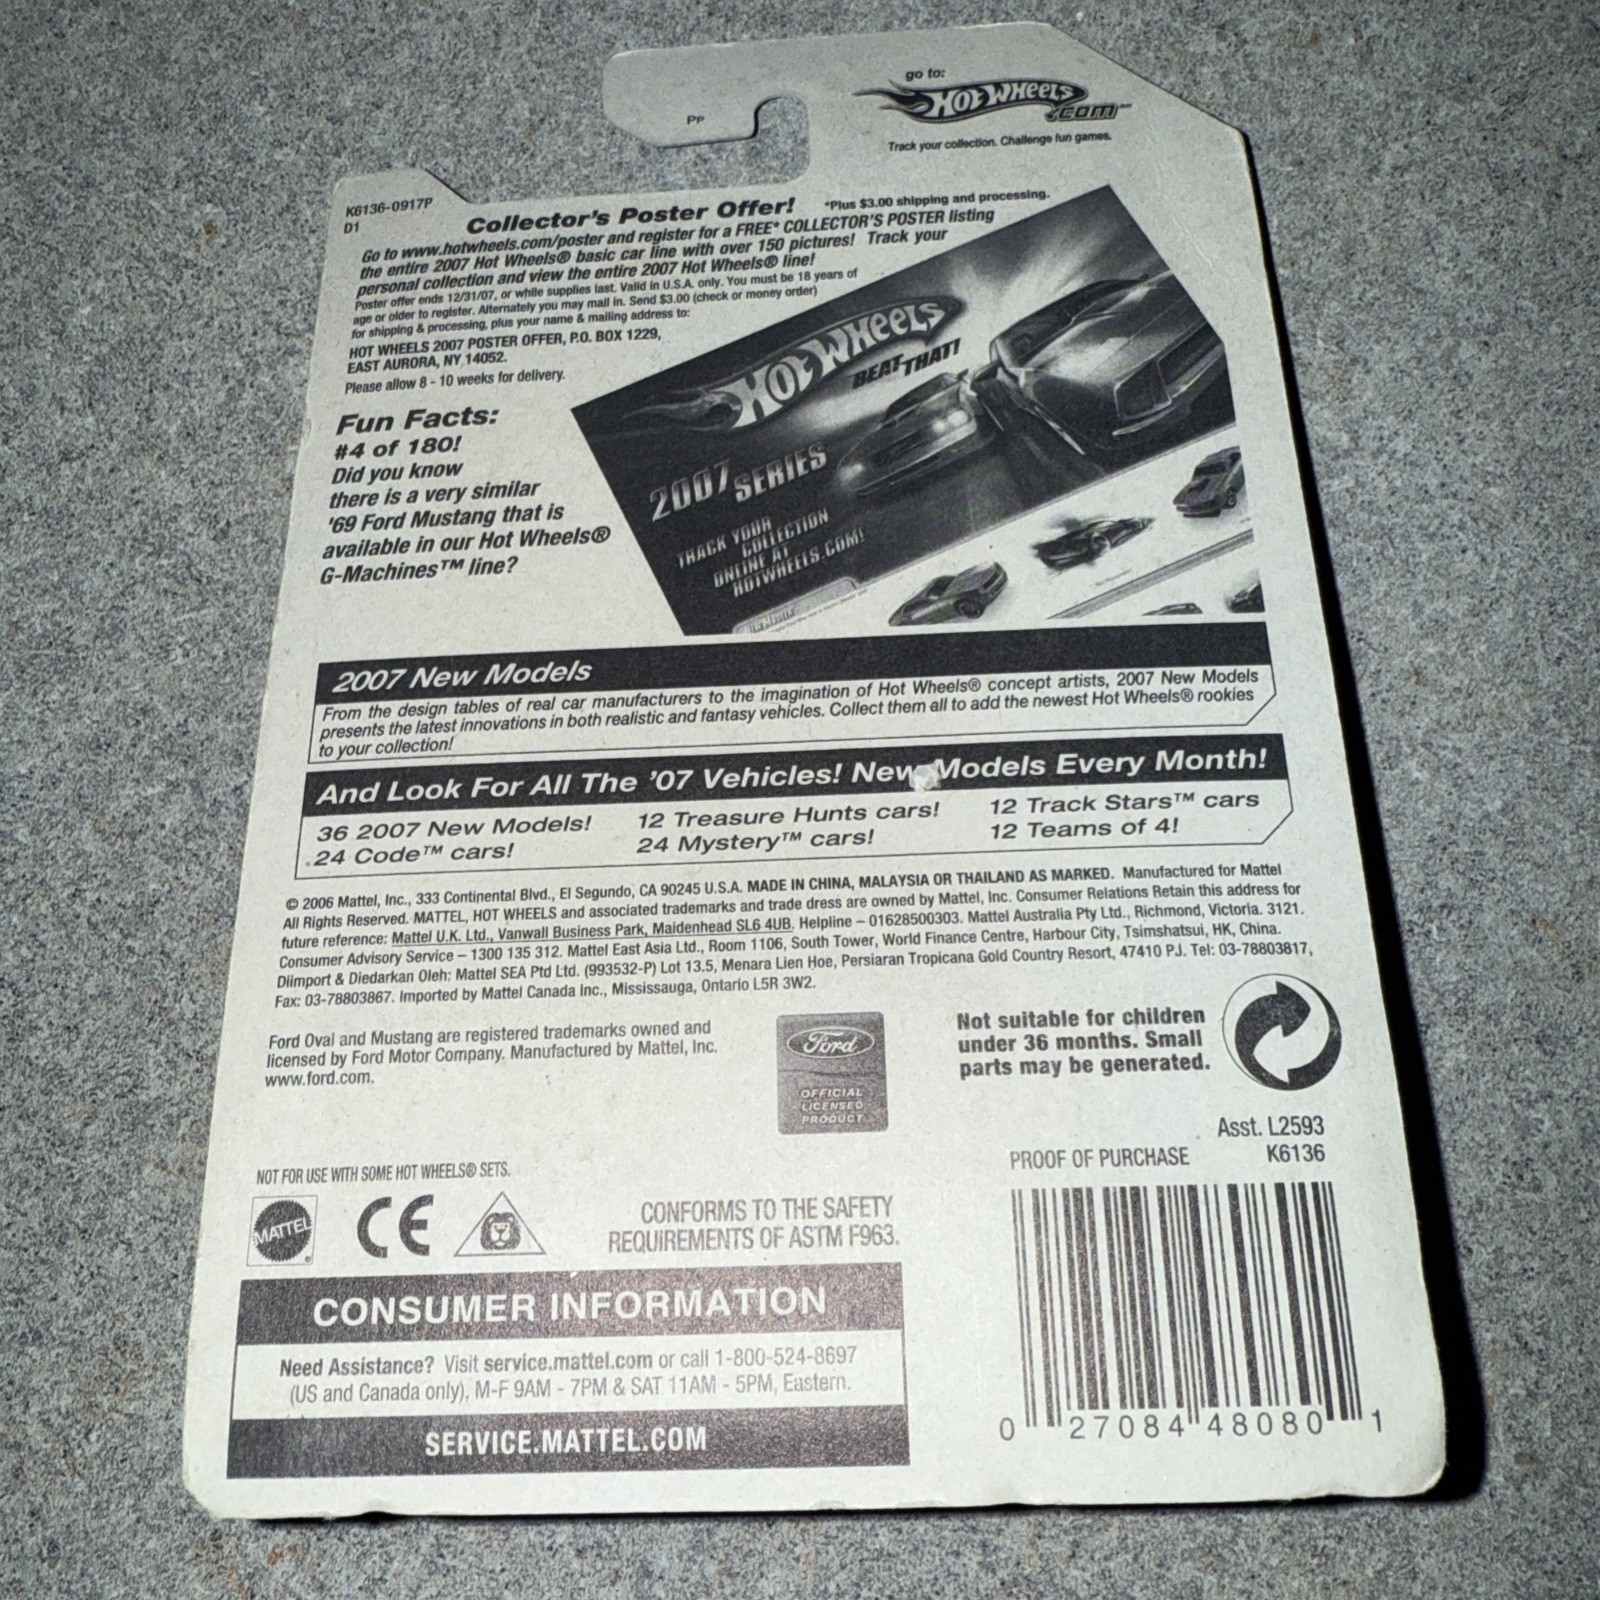 go to:
HOT WHEELS
.com™
Track your collection. Challenge fun games.
PP
K6136-0917P
D1
Collector's Poster Offer! *Plus $3.00 shipping and processing.
Go to www.hotwheels.com/poster and register for a FREE* COLLECTOR'S POSTER listing
the entire 2007 Hot Wheels® basic car line with over 150 pictures! Track your
personal collection and view the entire 2007 Hot Wheels® line!
Poster offer ends 12/31/07, or while supplies last. Valid in U.S.A. only. You must be 18 years of
age or older to register. Alternately you may mail in. Send $3.00 (check or money order)
for shipping & processing, plus your name & mailing address to:
HOT WHEELS 2007 POSTER OFFER, P.O. BOX 1229,
EAST AURORA, NY 14052.
Please allow 8 - 10 weeks for delivery.
Fun Facts:
#4 of 180!
Did you know
there is a very similar
'69 Ford Mustang that is
available in our Hot Wheels®
G-Machines™ line?
HOT WHEELS
BEAT THAT!
2007
SERIES
TRACK YOUR
COLLECTION
ONLINE AT
HOTWHEELS.COM!
2007 New Models
From the design tables of real car manufacturers to the imagination of Hot Wheels® concept artists, 2007 New Models
presents the latest innovations in both realistic and fantasy vehicles. Collect them all to add the newest Hot Wheels® rookies
to your collection!
And Look For All The '07 Vehicles! New Models Every Month!
36 2007 New Models! 12 Treasure Hunts cars! 12 Track Stars™ cars
24 Code™ cars! 24 Mystery™ cars! 12 Teams of 4!
© 2006 Mattel, Inc., 333 Continental Blvd., El Segundo, CA 90245 U.S.A. MADE IN CHINA, MALAYSIA OR THAILAND AS MARKED. Manufactured for Mattel
All Rights Reserved. MATTEL, HOT WHEELS and associated trademarks and trade dress are owned by Mattel, Inc. Consumer Relations Retain this address for
future reference: Mattel U.K. Ltd., Vanwall Business Park, Maidenhead SL6 4UB. Helpline – 01628500303. Mattel Australia Pty Ltd., Richmond, Victoria. 3121.
Consumer Advisory Service – 1300 135 312. Mattel East Asia Ltd., Room 1106, South Tower, World Finance Centre, Harbour City, Tsimshatsui, HK, China.
Diimport & Diedarkan Oleh: Mattel SEA Ptd Ltd. (993532-P) Lot 13.5, Menara Lien Hoe, Persiaran Tropicana Gold Country Resort, 47410 PJ. Tel: 03-78803817,
Fax: 03-78803867. Imported by Mattel Canada Inc., Mississauga, Ontario L5R 3W2.
Ford Oval and Mustang are registered trademarks owned and
licensed by Ford Motor Company. Manufactured by Mattel, Inc.
www.ford.com.
Ford
OFFICIAL
LICENSED
PRODUCT
Not suitable for children
under 36 months. Small
parts may be generated.
Asst. L2593
PROOF OF PURCHASE K6136
NOT FOR USE WITH SOME HOT WHEELS® SETS.
MATTEL ®
CE
CONFORMS TO THE SAFETY
REQUIREMENTS OF ASTM F963.
CONSUMER INFORMATION
Need Assistance? Visit service.mattel.com or call 1-800-524-8697
(US and Canada only), M-F 9AM - 7PM & SAT 11AM - 5PM, Eastern.
SERVICE.MATTEL.COM
0 27084 48080 1